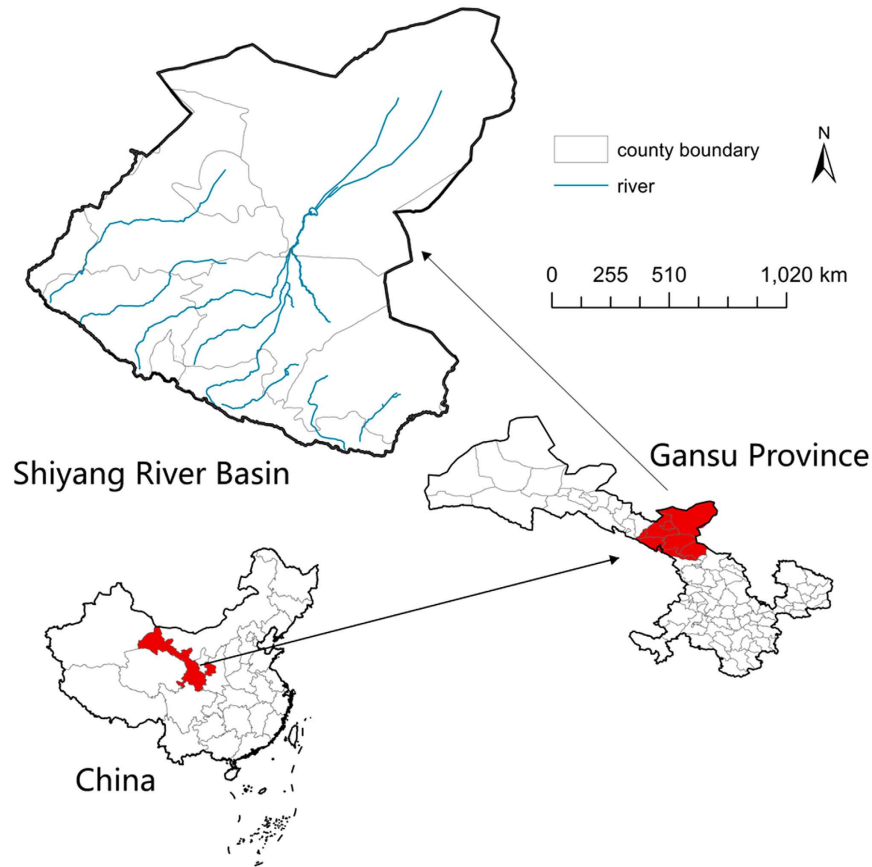 N
county boundary
river
0 255 510 1,020 km
Shiyang River Basin
Gansu Province
China